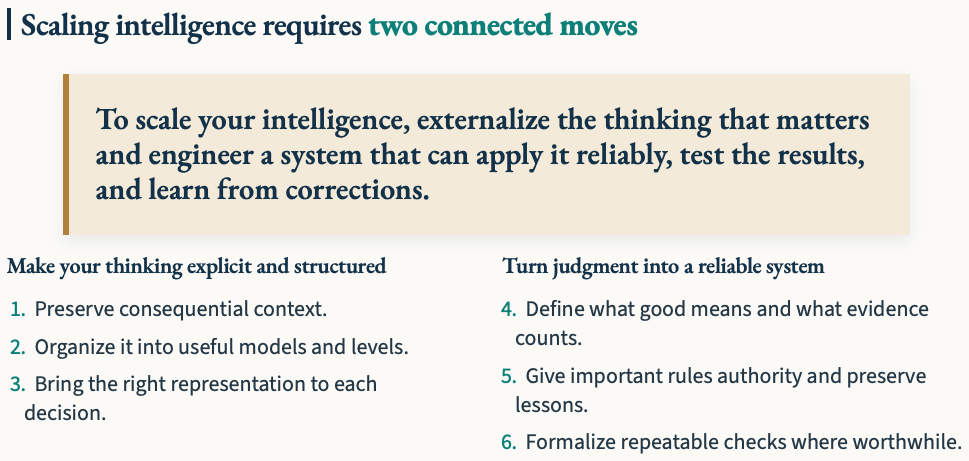 Scaling intelligence requires two connected moves
To scale your intelligence, externalize the thinking that matters
and engineer a system that can apply it reliably, test the results,
and learn from corrections.
Make your thinking explicit and structured
1. Preserve consequential context.
2. Organize it into useful models and levels.
3. Bring the right representation to each
decision.
Turn judgment into a reliable system
4. Define what good means and what evidence
counts.
5. Give important rules authority and preserve
lessons.
6. Formalize repeatable checks where worthwhile.